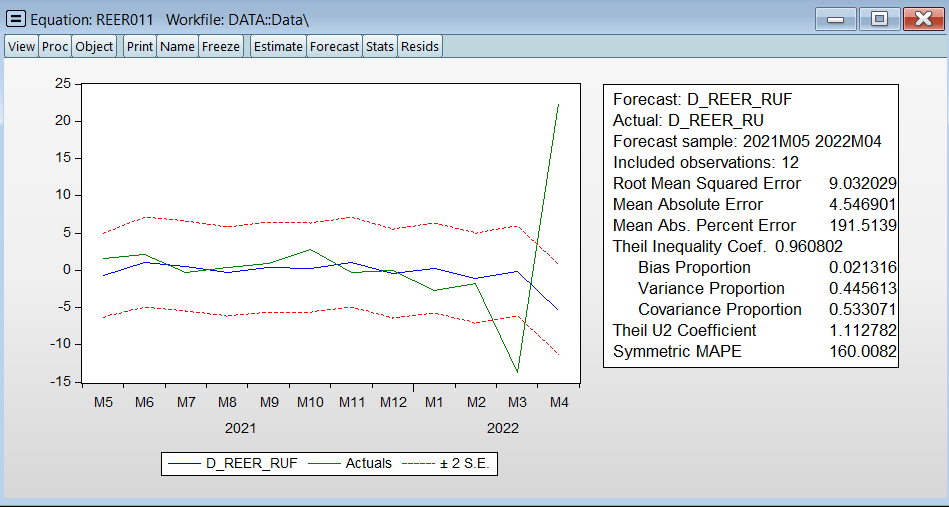 Equation: REER011 Workfile: DATA::Data\
View Proc Object Print Name Freeze Estimate Forecast Stats Resids
25
20
15
10
5
0
-5
-10
-15
M5 M6 M7 M8 M9 M10 M11 M12 M1 M2 M3 M4
2021 2022
D_REER_RUF Actuals ± 2 S.E.
Forecast: D_REER_RUF
Actual: D_REER_RU
Forecast sample: 2021M05 2022M04
Included observations: 12
Root Mean Squared Error 9.032029
Mean Absolute Error 4.546901
Mean Abs. Percent Error 191.5139
Theil Inequality Coef. 0.960802
Bias Proportion 0.021316
Variance Proportion 0.445613
Covariance Proportion 0.533071
Theil U2 Coefficient 1.112782
Symmetric MAPE 160.0082